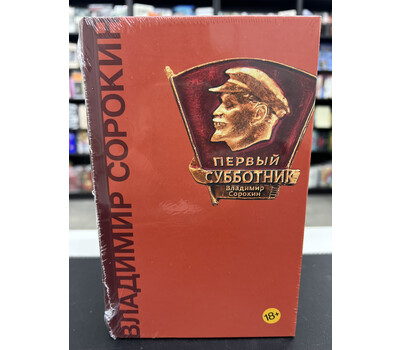 ВЛАДИМИР СОРОКИН
ПЕРВЫЙ
СУББОТНИК
Владимир
Сорокин
18+